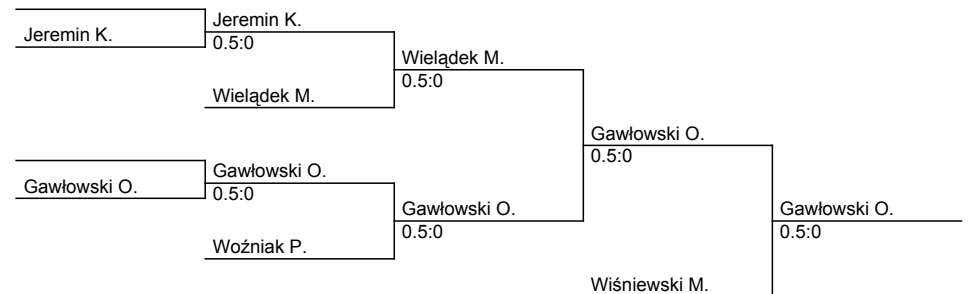 Jeremin K.
Jeremin K.
0.5:0
Wielądek M.
0.5:0
Wielądek M.
Gawłowski O.
0.5:0
Gawłowski O.
Gawłowski O.
0.5:0
Gawłowski O.
0.5:0
Gawłowski O.
0.5:0
Woźniak P.
Wiśniewski M.